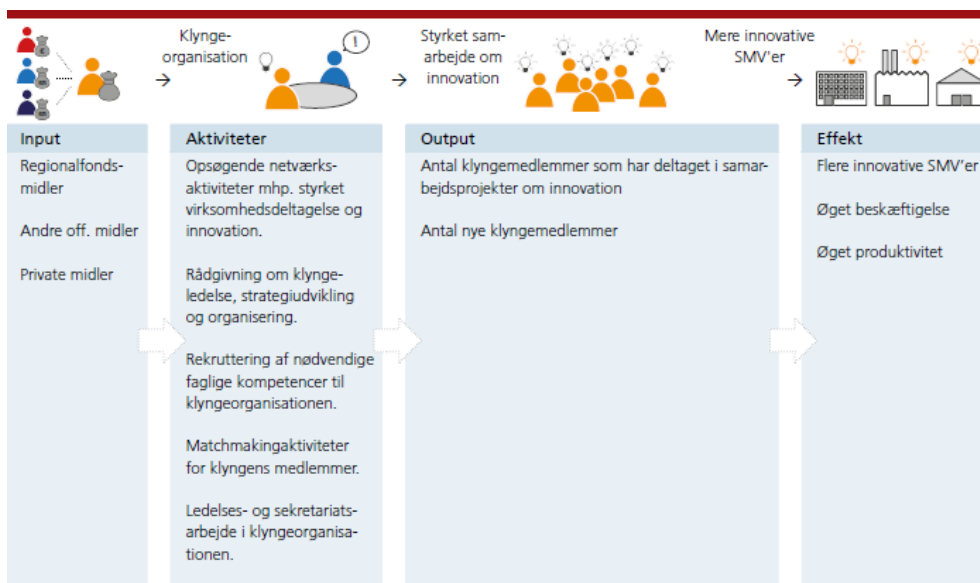 Klynge-
organisation
Styrket sam-
arbejde om
innovation
Mere innovative
SMV'er
Input
Regionalfonds-
midler
Andre off. midler
Private midler
Aktiviteter
Opsøgende netværks-
aktiviteter mhp. styrket
virksomhedsdeltagelse og
innovation.
Rådgivning om klynge-
ledelse, strategiudvikling
og organisering.
Rekruttering af nødvendige
faglige kompetencer til
klyngeorganisationen.
Matchmakingaktiviteter
for klyngens medlemmer.
Ledelses- og sekretariats-
arbejde i klyngeorganisa-
tionen.
Output
Antal klyngemedlemmer som har deltaget i samar-
bejdsprojekter om innovation
Antal nye klyngemedlemmer
Effekt
Flere innovative SMV'er
Øget beskæftigelse
Øget produktivitet